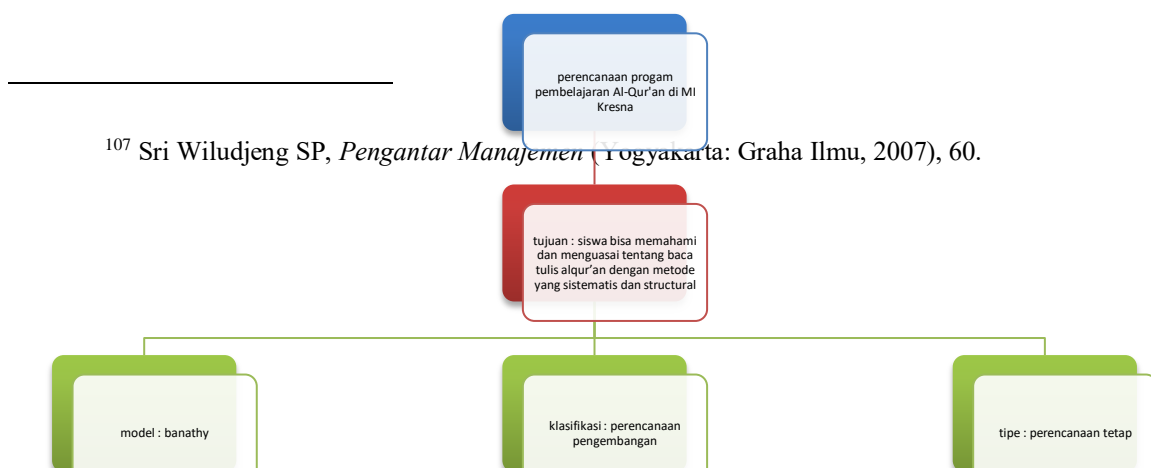 perencanaan progam
pembelajaran Al-Qur'an di MI
Kresna
107 Sri Wiludjeng SP, Pengantar Manajemen (Yogyakarta: Graha Ilmu, 2007), 60.
tujuan : siswa bisa memahami
dan menguasai tentang baca
tulis alqur'an dengan metode
yang sistematis dan structural
model : banathy
klasifikasi : perencanaan
pengembangan
tipe : perencanaan tetap